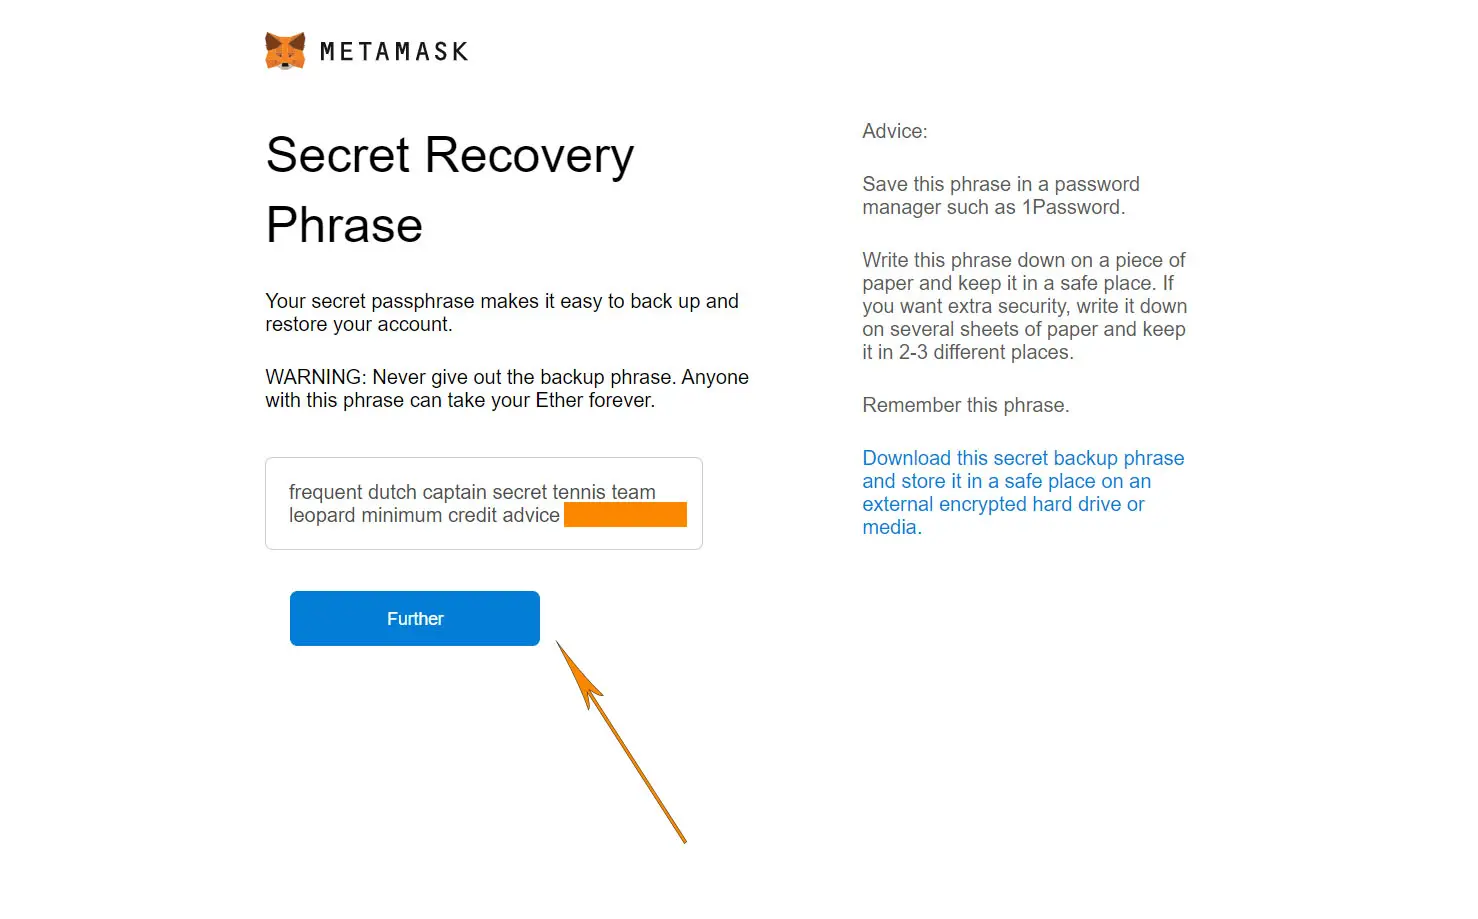 METAMASK
Secret Recovery
Phrase
Your secret passphrase makes it easy to back up and
restore your account.
WARNING: Never give out the backup phrase. Anyone
with this phrase can take your Ether forever.
frequent dutch captain secret tennis team
leopard minimum credit advice
Further
Advice:
Save this phrase in a password
manager such as 1Password.
Write this phrase down on a piece of
paper and keep it in a safe place. If
you want extra security, write it down
on several sheets of paper and keep
it in 2-3 different places.
Remember this phrase.
Download this secret backup phrase
and store it in a safe place on an
external encrypted hard drive or
media.